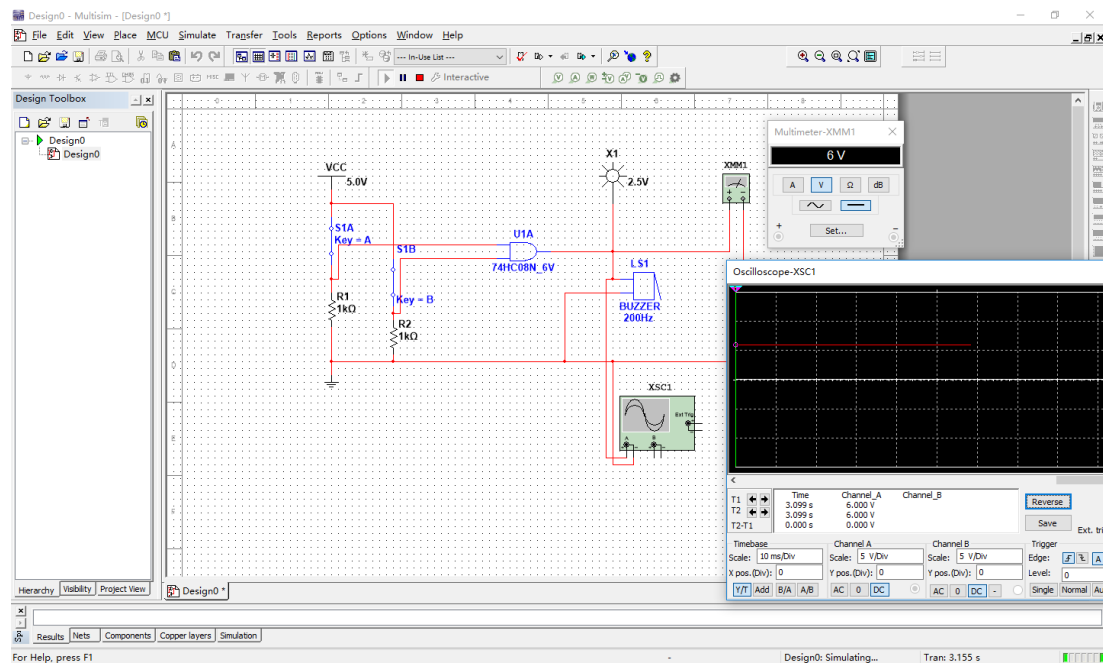 Design0 - Multisim - [Design0 *]
File Edit View Place MCU Simulate Transfer Tools Reports Options Window Help
--- In-Use List ---
Interactive
Design Toolbox
Design0
Design0
Hierarchy Visibility Project View
VCC
5.0V
S1A
Key = A
S1B
Key = B
R1
1kΩ
R2
1kΩ
U1A
74HC08N_6V
X1
2.5V
LS1
BUZZER
200Hz
XMM1
XSC1
Ext Trig
A B
Design0 *
Multimeter-XMM1
6 V
A V Ω dB
+ Set... −
Oscilloscope-XSC1
Time Channel_A Channel_B
T1 3.099 s 6.000 V
T2 3.099 s 6.000 V
T2-T1 0.000 s 0.000 V
Reverse
Save
Ext. tri
Timebase Channel A Channel B Trigger
Scale: 10 ms/Div Scale: 5 V/Div Scale: 5 V/Div Edge: A
X pos.(Div): 0 Y pos.(Div): 0 Y pos.(Div): 0 Level: 0
Y/T Add B/A A/B AC 0 DC AC 0 DC - Single Normal Au
Results Nets Components Copper layers Simulation
For Help, press F1 - Design0: Simulating... Tran: 3.155 s